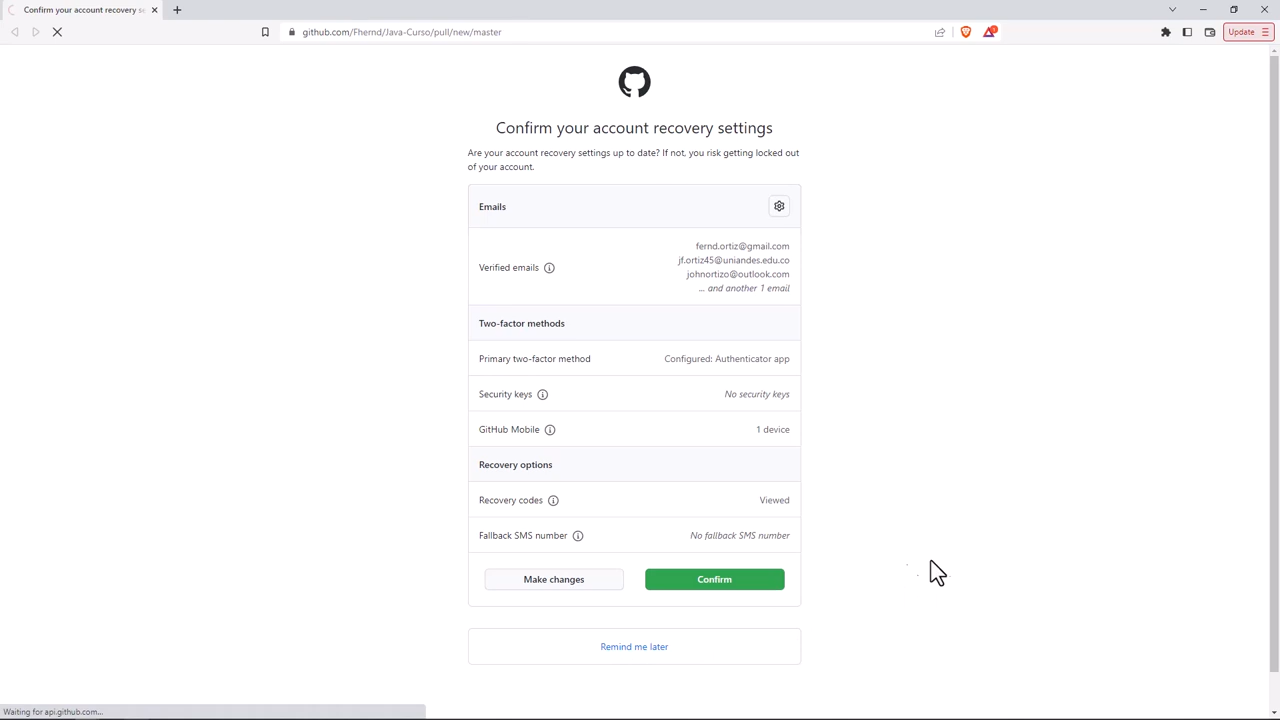 Confirm your account recovery se
github.com/Fhernd/Java-Curso/pull/new/master
Update
Confirm your account recovery settings
Are your account recovery settings up to date? If not, you risk getting locked out
of your account.
Emails
Verified emails
fernd.ortiz@gmail.com
jf.ortiz45@uniandes.edu.co
johnortizo@outlook.com
... and another 1 email
Two-factor methods
Primary two-factor method Configured: Authenticator app
Security keys No security keys
GitHub Mobile 1 device
Recovery options
Recovery codes Viewed
Fallback SMS number No fallback SMS number
Make changes Confirm
Remind me later
Waiting for api.github.com...